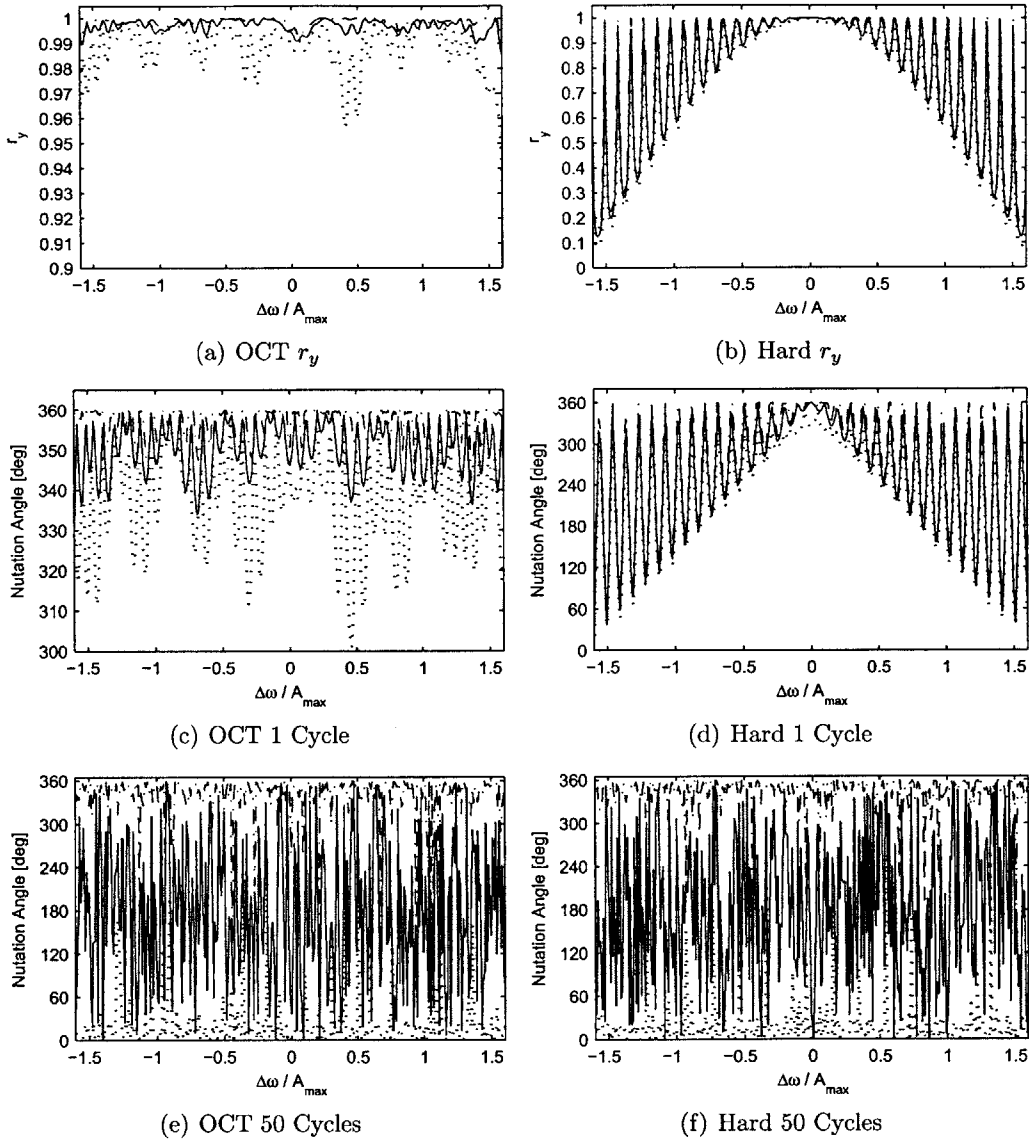 1
0.99
0.98
0.97
0.96
0.95
0.94
0.93
0.92
0.91
0.9
r_y
−1.5 −1 −0.5 0 0.5 1 1.5
Δω / A_max
(a) OCT r_y
1
0.9
0.8
0.7
0.6
0.5
0.4
0.3
0.2
0.1
0
r_y
−1.5 −1 −0.5 0 0.5 1 1.5
Δω / A_max
(b) Hard r_y
360
350
340
330
320
310
300
Nutation Angle [deg]
−1.5 −1 −0.5 0 0.5 1 1.5
Δω / A_max
(c) OCT 1 Cycle
360
300
240
180
120
60
0
Nutation Angle [deg]
−1.5 −1 −0.5 0 0.5 1 1.5
Δω / A_max
(d) Hard 1 Cycle
360
300
240
180
120
60
0
Nutation Angle [deg]
−1.5 −1 −0.5 0 0.5 1 1.5
Δω / A_max
(e) OCT 50 Cycles
360
300
240
180
120
60
0
Nutation Angle [deg]
−1.5 −1 −0.5 0 0.5 1 1.5
Δω / A_max
(f) Hard 50 Cycles